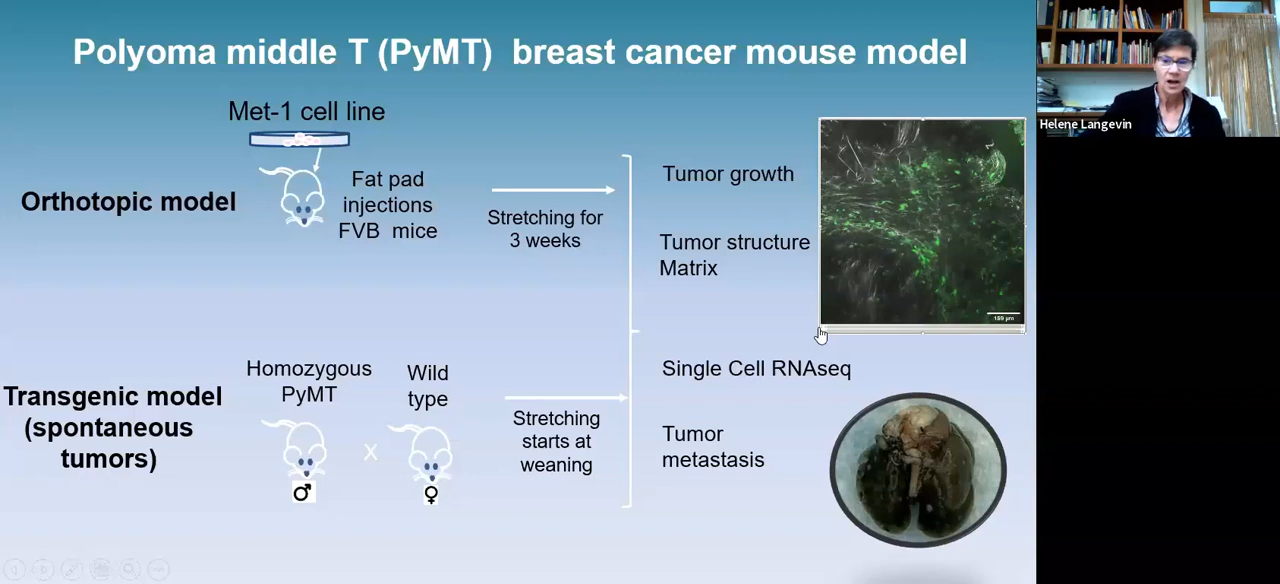 Polyoma middle T (PyMT) breast cancer mouse model
Helene Langevin
Met-1 cell line
Orthotopic model
Fat pad
injections
FVB mice
Stretching for
3 weeks
Tumor growth
Tumor structure
Matrix
Transgenic model
(spontaneous
tumors)
Homozygous
PyMT
Wild
type
X
♂
♀
Stretching
starts at
weaning
Single Cell RNAseq
Tumor
metastasis